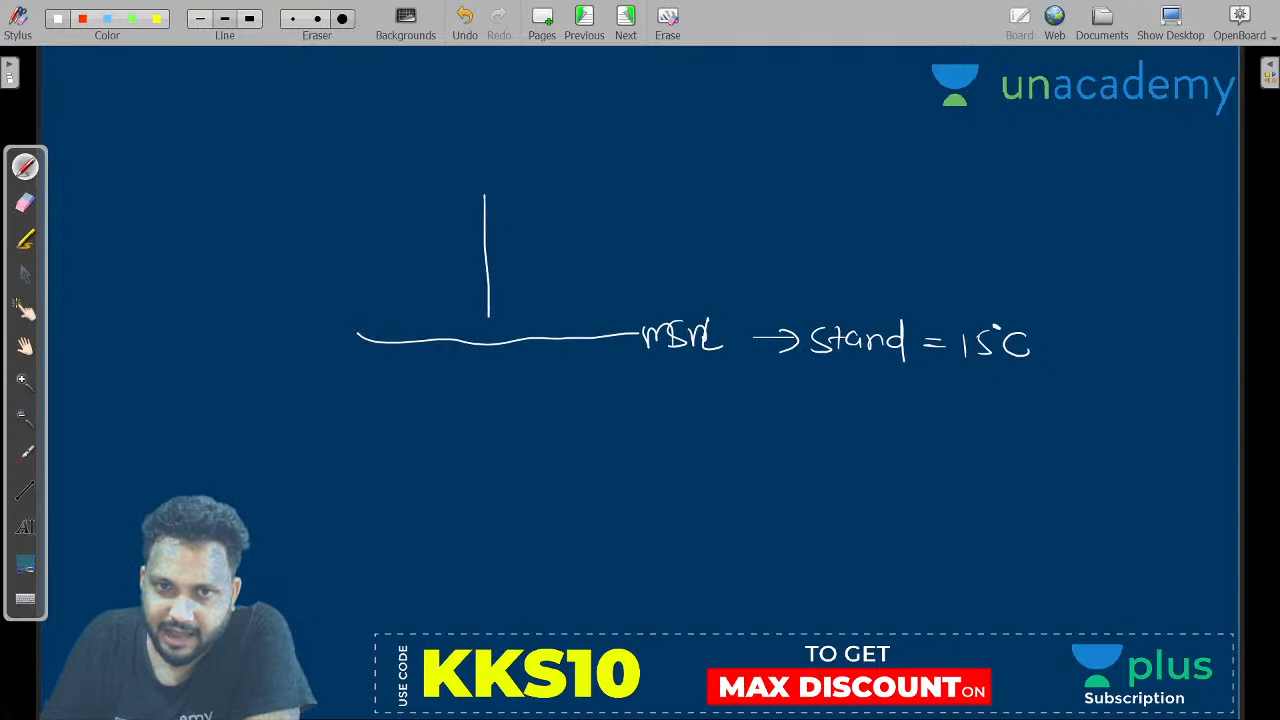 Stylus Color Line Eraser Backgrounds Undo Redo Pages Previous Next Erase Board Web Documents Show Desktop OpenBoard
unacademy
MSL → Stand = 15°C
USE CODE
KKS10
TO GET
MAX DISCOUNT ON
plus
Subscription